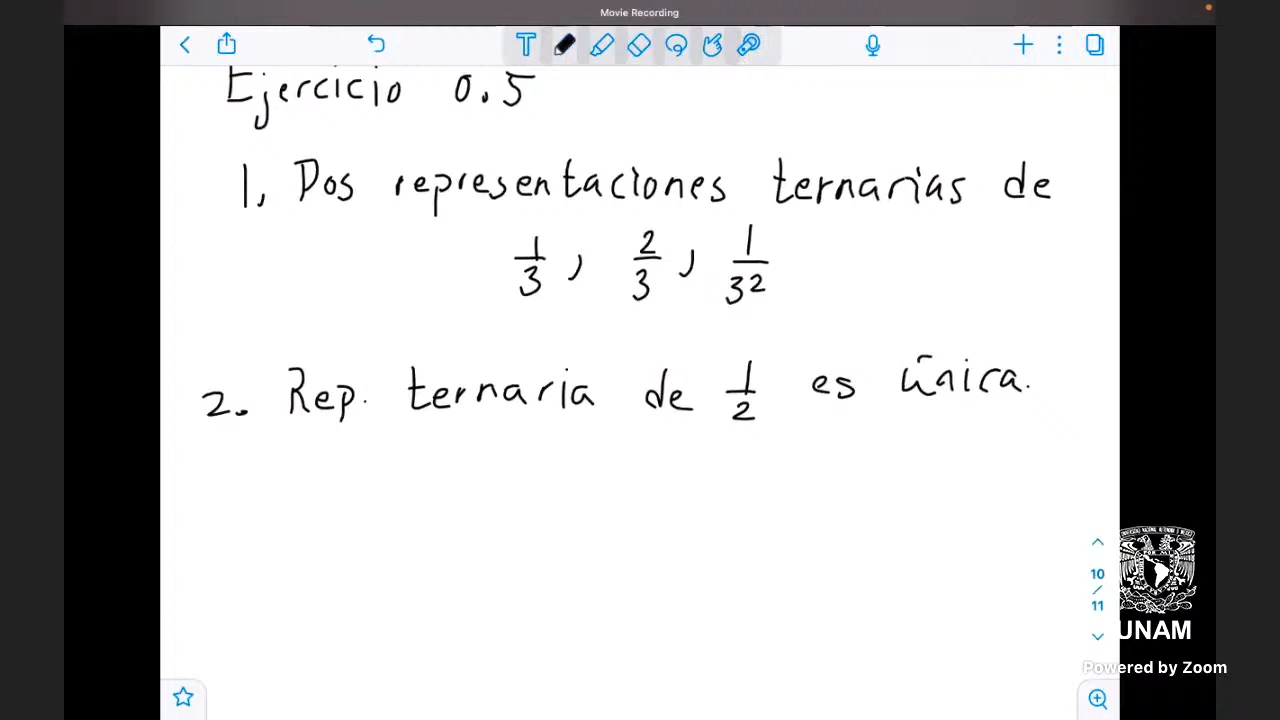 Movie Recording
Ejercicio 0.5
1, Dos representaciones ternarias de
1/3, 2/3, 1/3²
2. Rep. ternaria de 1/2 es única.
10
/
11
UNAM
Powered by Zoom